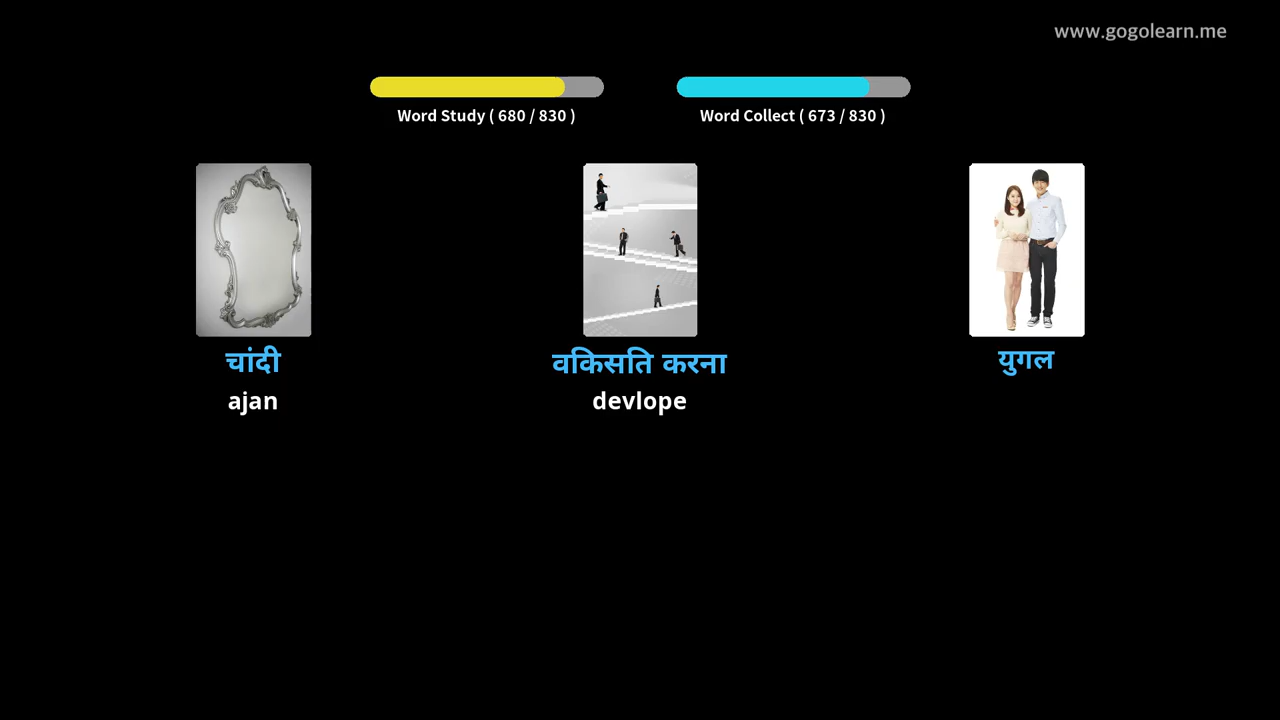 www.gogolearn.me
Word Study ( 680 / 830 )
Word Collect ( 673 / 830 )
चांदी
वकिसति करना
युगल
ajan
devlope